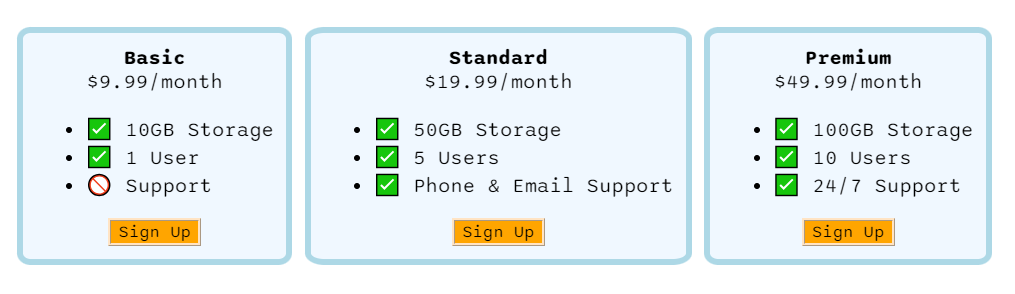 Basic
$9.99/month
10GB Storage
1 User
Support
Sign Up
Standard
$19.99/month
50GB Storage
5 Users
Phone & Email Support
Sign Up
Premium
$49.99/month
100GB Storage
10 Users
24/7 Support
Sign Up